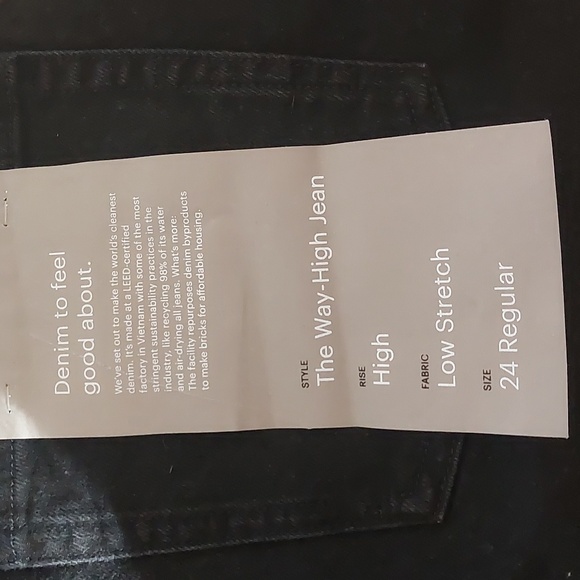 Denim to feel
good about.
We've set out to make the world's cleanest
denim. It's made at a LEED-certified
factory in Vietnam with some of the most
stringent sustainability practices in the
industry, like recycling 98% of its water
and air-drying all jeans. What's more:
The facility repurposes denim byproducts
to make bricks for affordable housing.
STYLE
The Way-High Jean
RISE
High
FABRIC
Low Stretch
SIZE
24 Regular